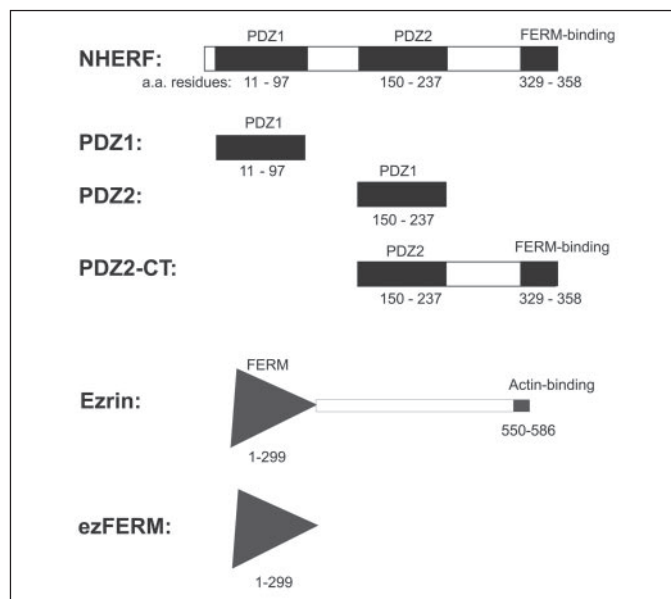 PDZ1 PDZ2 FERM-binding
NHERF:
a.a. residues: 11 - 97 150 - 237 329 - 358
PDZ1
PDZ1:
11 - 97
PDZ1
PDZ2:
150 - 237
PDZ2 FERM-binding
PDZ2-CT:
150 - 237 329 - 358
FERM
Actin-binding
Ezrin:
550-586
1-299
ezFERM:
1-299